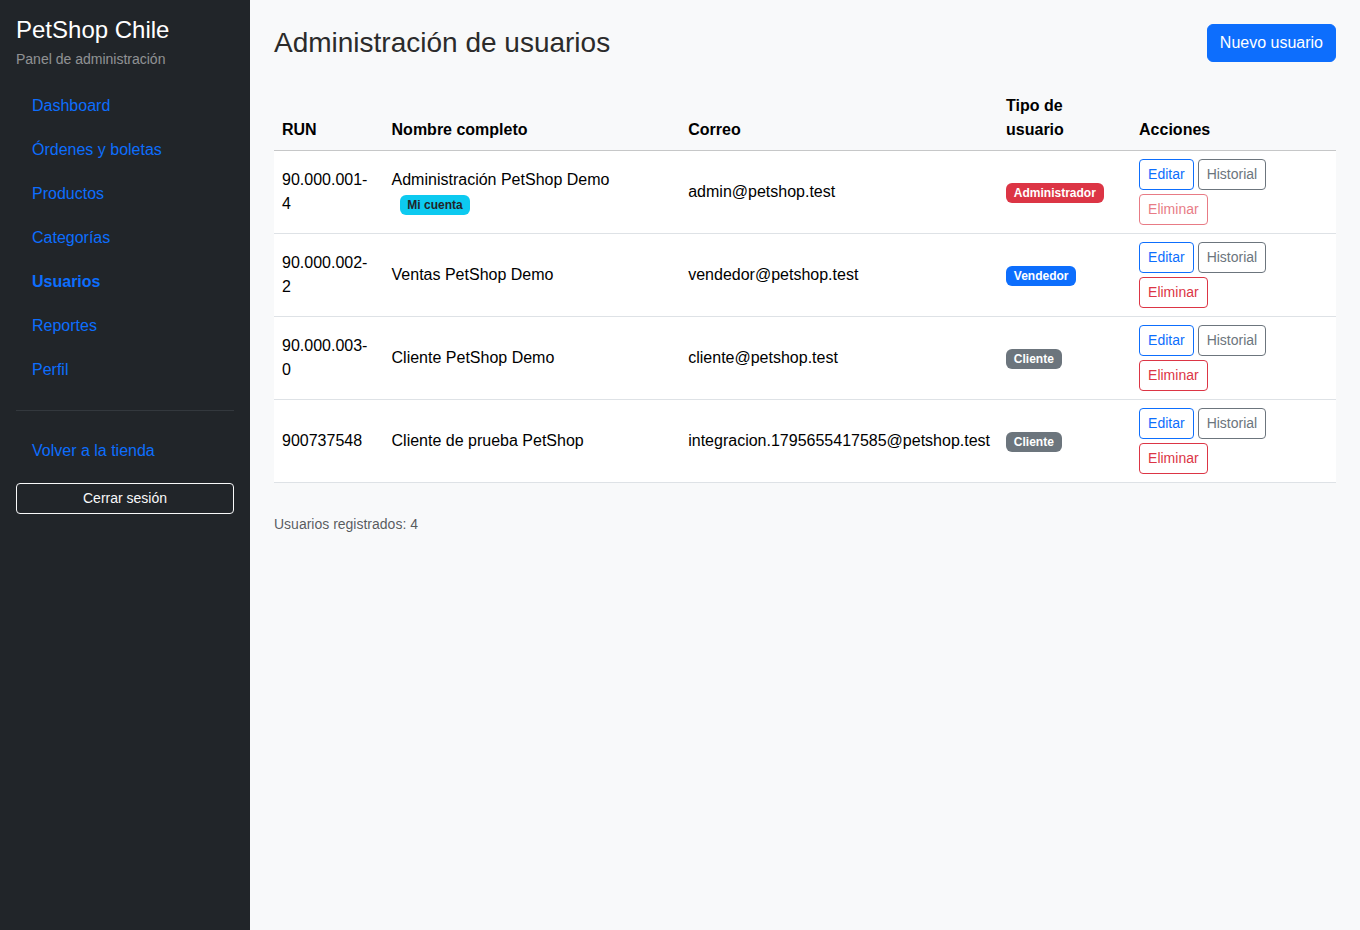 PetShop Chile
Panel de administración
Dashboard
Órdenes y boletas
Productos
Categorías
Usuarios
Reportes
Perfil
Volver a la tienda
Cerrar sesión
Administración de usuarios
Nuevo usuario
RUN
Nombre completo
Correo
Tipo de
usuario
Acciones
90.000.001-
4
Administración PetShop Demo
Mi cuenta
admin@petshop.test
Administrador
Editar
Historial
Eliminar
90.000.002-
2
Ventas PetShop Demo
vendedor@petshop.test
Vendedor
Editar
Historial
Eliminar
90.000.003-
0
Cliente PetShop Demo
cliente@petshop.test
Cliente
Editar
Historial
Eliminar
900737548
Cliente de prueba PetShop
integracion.1795655417585@petshop.test
Cliente
Editar
Historial
Eliminar
Usuarios registrados: 4